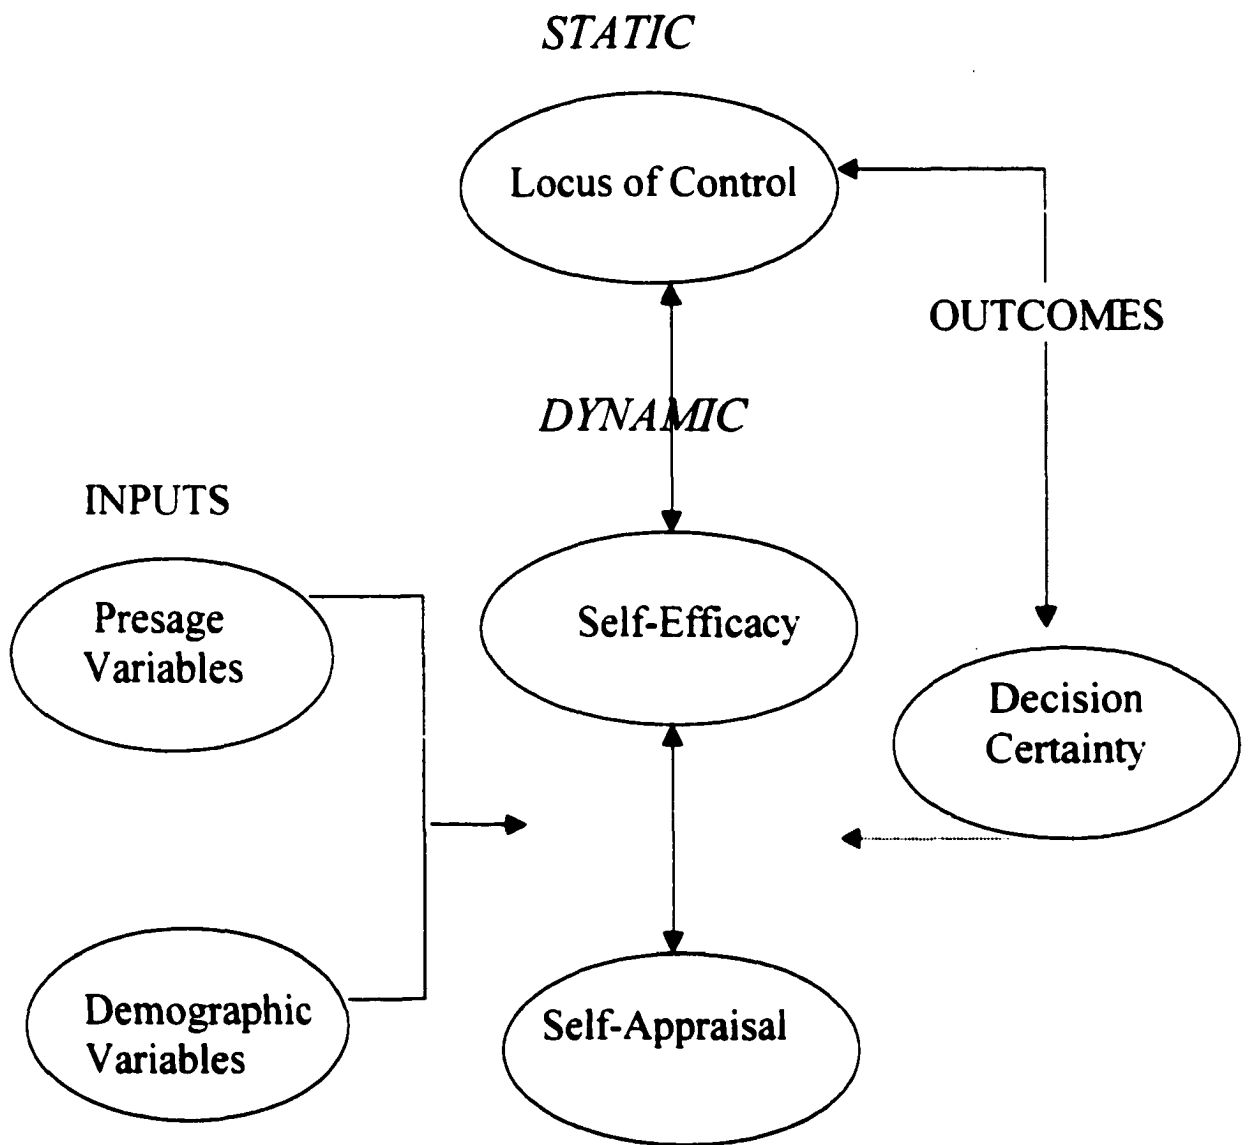 STATIC
Locus of Control
OUTCOMES
DYNAMIC
INPUTS
Presage
Variables
Self-Efficacy
Decision
Certainty
Demographic
Variables
Self-Appraisal